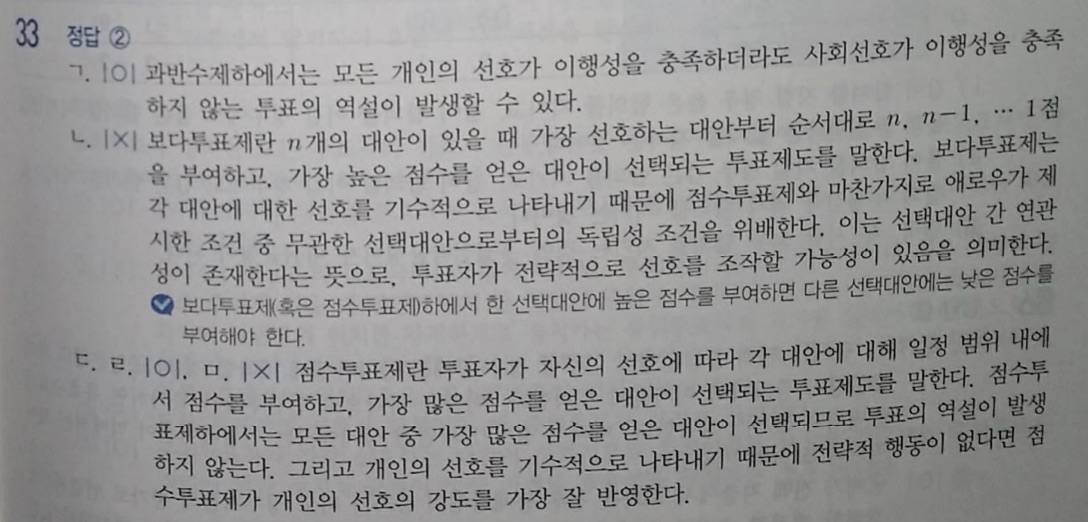 33 정답 ②
ㄱ. |O| 과반수제하에서는 모든 개인의 선호가 이행성을 충족하더라도 사회선호가 이행성을 충족
하지 않는 투표의 역설이 발생할 수 있다.
ㄴ. |X| 보다투표제란 n개의 대안이 있을 때 가장 선호하는 대안부터 순서대로 n, n-1, … 1점
을 부여하고, 가장 높은 점수를 얻은 대안이 선택되는 투표제도를 말한다. 보다투표제는
각 대안에 대한 선호를 기수적으로 나타내기 때문에 점수투표제와 마찬가지로 애로우가 제
시한 조건 중 무관한 선택대안으로부터의 독립성 조건을 위배한다. 이는 선택대안 간 연관
성이 존재한다는 뜻으로, 투표자가 전략적으로 선호를 조작할 가능성이 있음을 의미한다.
보다투표제(혹은 점수투표제)하에서 한 선택대안에 높은 점수를 부여하면 다른 선택대안에는 낮은 점수를
부여해야 한다.
ㄷ. ㄹ. |O|. ㅁ. |X| 점수투표제란 투표자가 자신의 선호에 따라 각 대안에 대해 일정 범위 내에
서 점수를 부여하고, 가장 많은 점수를 얻은 대안이 선택되는 투표제도를 말한다. 점수투
표제하에서는 모든 대안 중 가장 많은 점수를 얻은 대안이 선택되므로 투표의 역설이 발생
하지 않는다. 그리고 개인의 선호를 기수적으로 나타내기 때문에 전략적 행동이 없다면 점
수투표제가 개인의 선호의 강도를 가장 잘 반영한다.